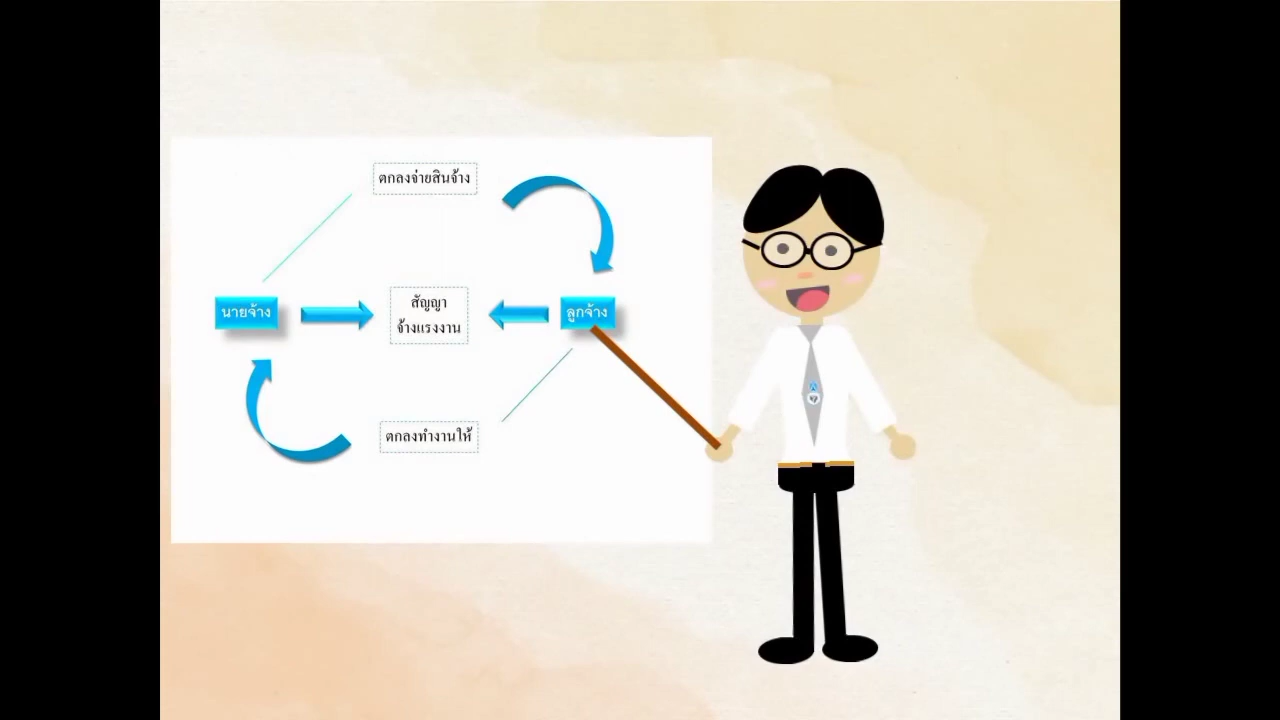 ตกลงจ่ายสินจ้าง
นายจ้าง
สัญญา
จ้างแรงงาน
ลูกจ้าง
ตกลงทำงานให้